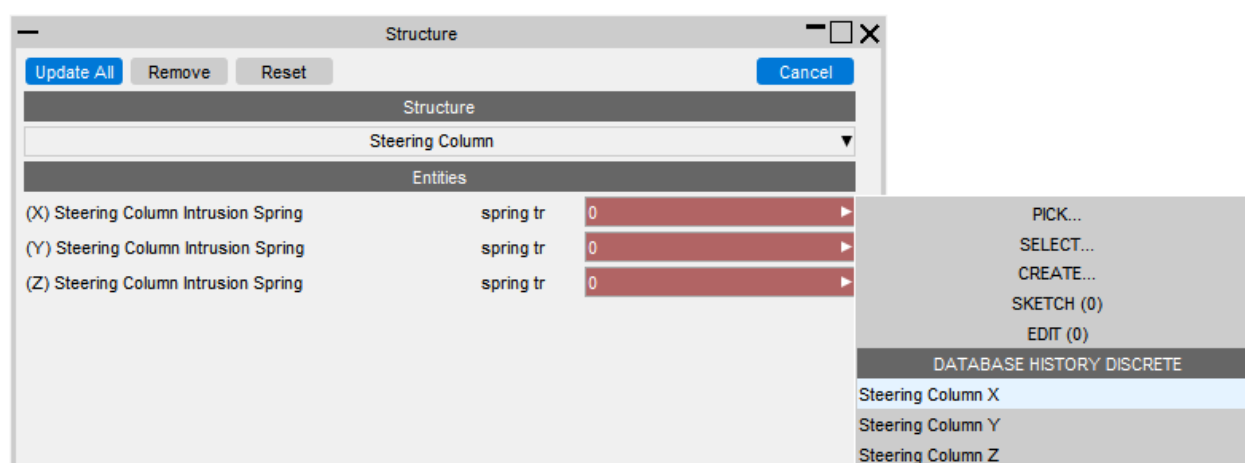 Structure
Update All Remove Reset Cancel
Structure
Steering Column
Entities
(X) Steering Column Intrusion Spring spring tr 0
(Y) Steering Column Intrusion Spring spring tr 0
(Z) Steering Column Intrusion Spring spring tr 0
PICK...
SELECT...
CREATE...
SKETCH (0)
EDIT (0)
DATABASE HISTORY DISCRETE
Steering Column X
Steering Column Y
Steering Column Z